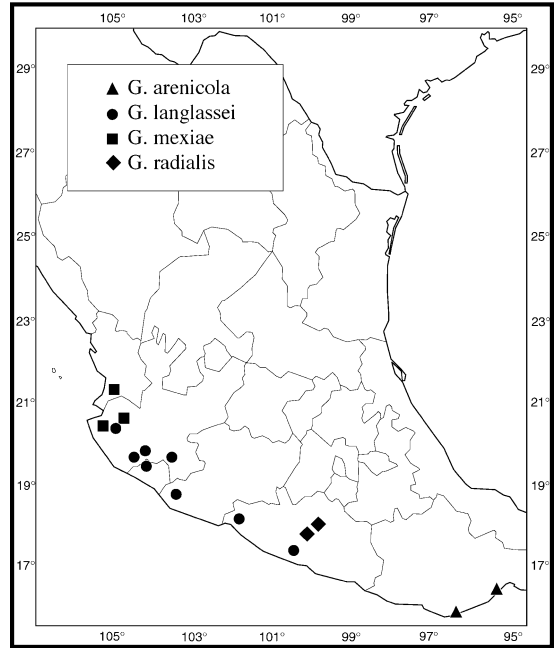 105° 103° 101° 99° 97° 95°
29° 29°
G. arenicola
G. langlassei
G. mexiae
G. radialis
27° 27°
25° 25°
23° 23°
21° 21°
19° 19°
17° 17°
105° 103° 101° 99° 97° 95°